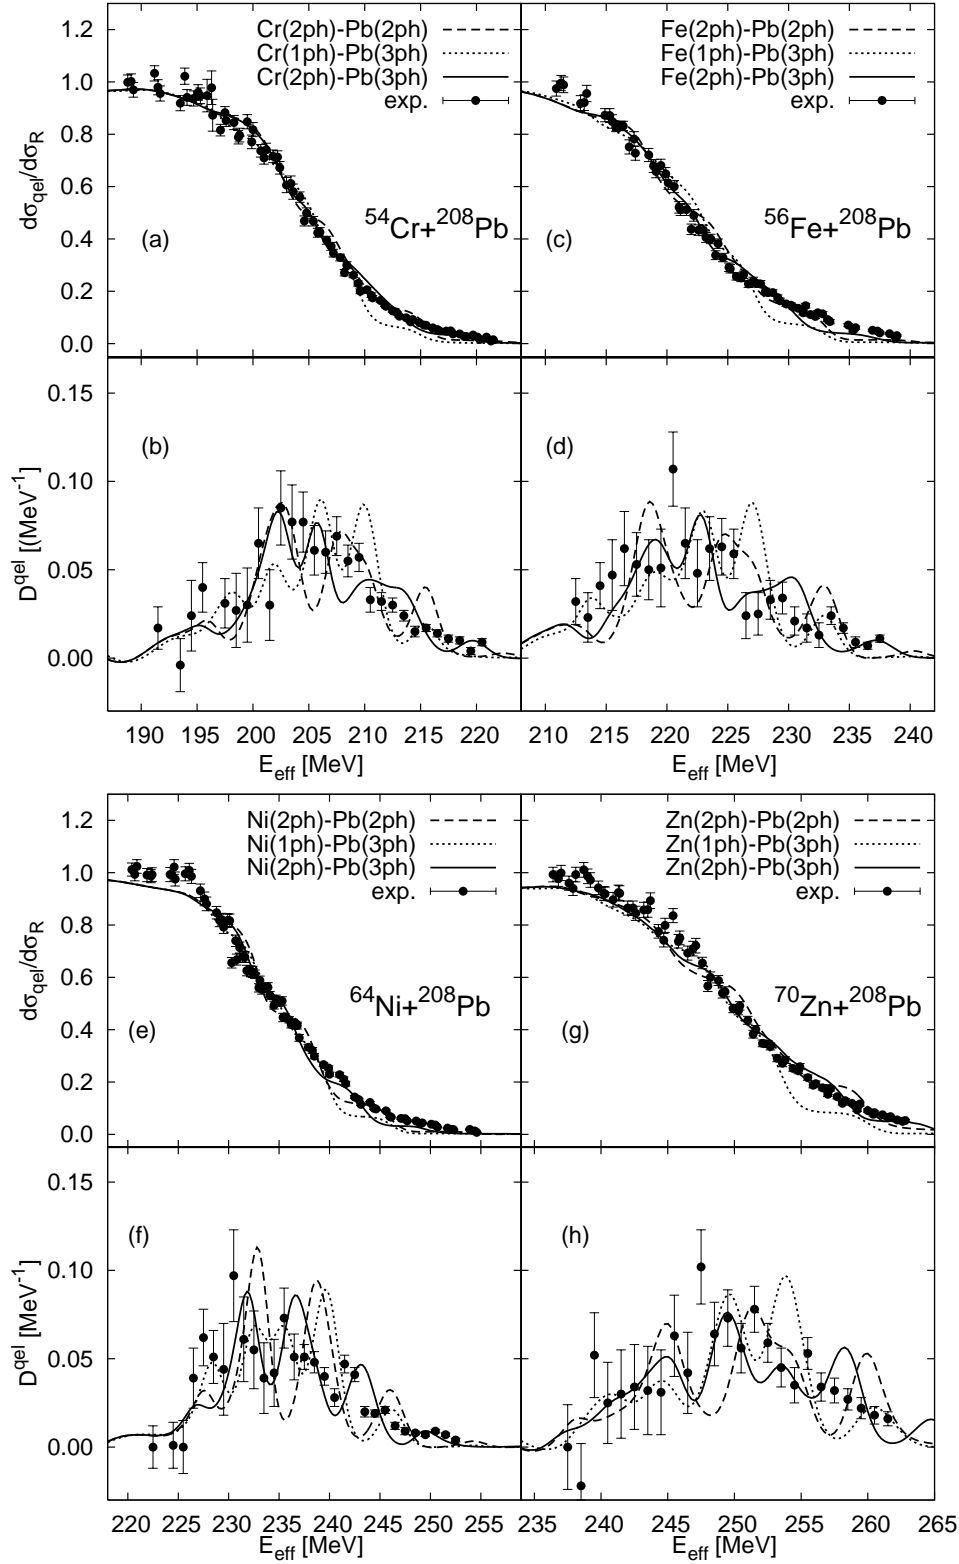 Cr(2ph)-Pb(2ph)
Cr(1ph)-Pb(3ph)
Cr(2ph)-Pb(3ph)
exp.
1.2
1.0
0.8
0.6
0.4
0.2
0.0
dσqel/dσR
(a)
54Cr+208Pb
Fe(2ph)-Pb(2ph)
Fe(1ph)-Pb(3ph)
Fe(2ph)-Pb(3ph)
exp.
(c)
56Fe+208Pb
0.15
0.10
0.05
0.00
Dqel [(MeV-1]
(b)
(d)
190 195 200 205 210 215 220
Eeff [MeV]
210 215 220 225 230 235 240
Eeff [MeV]
Ni(2ph)-Pb(2ph)
Ni(1ph)-Pb(3ph)
Ni(2ph)-Pb(3ph)
exp.
1.2
1.0
0.8
0.6
0.4
0.2
0.0
dσqel/dσR
(e)
64Ni+208Pb
Zn(2ph)-Pb(2ph)
Zn(1ph)-Pb(3ph)
Zn(2ph)-Pb(3ph)
exp.
(g)
70Zn+208Pb
0.15
0.10
0.05
0.00
Dqel [MeV-1]
(f)
(h)
220 225 230 235 240 245 250 255
Eeff [MeV]
235 240 245 250 255 260 265
Eeff [MeV]